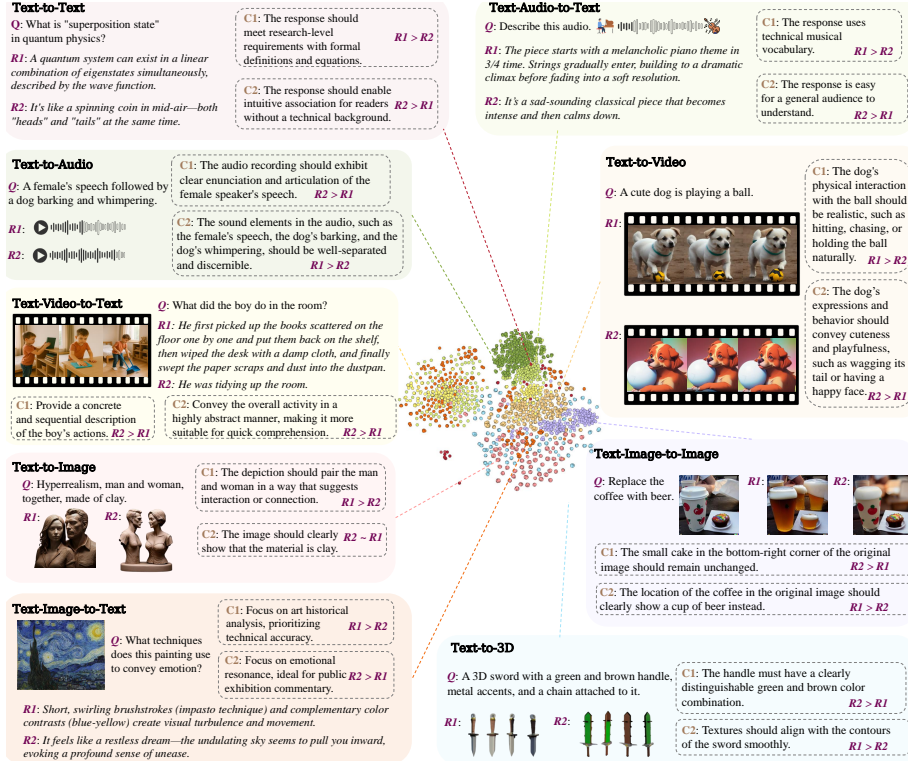 Text-to-Text
Q: What is "superposition state"
in quantum physics?
R1: A quantum system can exist in a linear
combination of eigenstates simultaneously,
described by the wave function.
R2: It's like a spinning coin in mid-air—both
"heads" and "tails" at the same time.
C1: The response should
meet research-level
requirements with formal
definitions and equations.
R1 > R2
C2: The response should enable
intuitive association for readers
without a technical background.
R2 > R1
Text-Audio-to-Text
Q: Describe this audio.
R1: The piece starts with a melancholic piano theme in
3/4 time. Strings gradually enter, building to a dramatic
climax before fading into a soft resolution.
R2: It's a sad-sounding classical piece that becomes
intense and then calms down.
C1: The response uses
technical musical
vocabulary.
R1 > R2
C2: The response is easy
for a general audience to
understand.
R2 > R1
Text-to-Audio
Q: A female's speech followed by
a dog barking and whimpering.
R1:
R2:
C1: The audio recording should exhibit
clear enunciation and articulation of the
female speaker's speech. R2 > R1
C2: The sound elements in the audio, such as
the female's speech, the dog's barking, and the
dog's whimpering, should be well-separated
and discernible. R1 > R2
Text-to-Video
Q: A cute dog is playing a ball.
R1:
R2:
C1: The dog's
physical interaction
with the ball should
be realistic, such as
hitting, chasing, or
holding the ball
naturally.
R1 > R2
C2: The dog's
expressions and
behavior should
convey cuteness
and playfulness,
such as wagging its
tail or having a
happy face.
R2 > R1
Text-Video-to-Text
Q: What did the boy do in the room?
R1: He first picked up the books scattered on the
floor one by one and put them back on the shelf,
then wiped the desk with a damp cloth, and finally
swept the paper scraps and dust into the dustpan.
R2: He was tidying up the room.
C1: Provide a concrete
and sequential description
of the boy's actions. R2 > R1
C2: Convey the overall activity in a
highly abstract manner, making it more
suitable for quick comprehension. R2 > R1
Text-to-Image
Q: Hyperrealism, man and woman,
together, made of clay.
R1:
R2:
C1: The depiction should pair the man
and woman in a way that suggests
interaction or connection.
R1 > R2
C2: The image should clearly
show that the material is clay.
R2 ~ R1
Text-Image-to-Image
Q: Replace the
coffee with beer.
R1:
R2:
C1: The small cake in the bottom-right corner of the original
image should remain unchanged.
R2 > R1
C2: The location of the coffee in the original image should
clearly show a cup of beer instead.
R1 > R2
Text-Image-to-Text
Q: What techniques
does this painting use
to convey emotion?
C1: Focus on art historical
analysis, prioritizing
technical accuracy.
R1 > R2
C2: Focus on emotional
resonance, ideal for public
exhibition commentary.
R2 > R1
R1: Short, swirling brushstrokes (impasto technique) and complementary color
contrasts (blue-yellow) create visual turbulence and movement.
R2: It feels like a restless dream—the undulating sky seems to pull you inward,
evoking a profound sense of unease.
Text-to-3D
Q: A 3D sword with a green and brown handle,
metal accents, and a chain attached to it.
R1:
R2:
C1: The handle must have a clearly
distinguishable green and brown color
combination.
R2 > R1
C2: Textures should align with the contours
of the sword smoothly.
R1 > R2